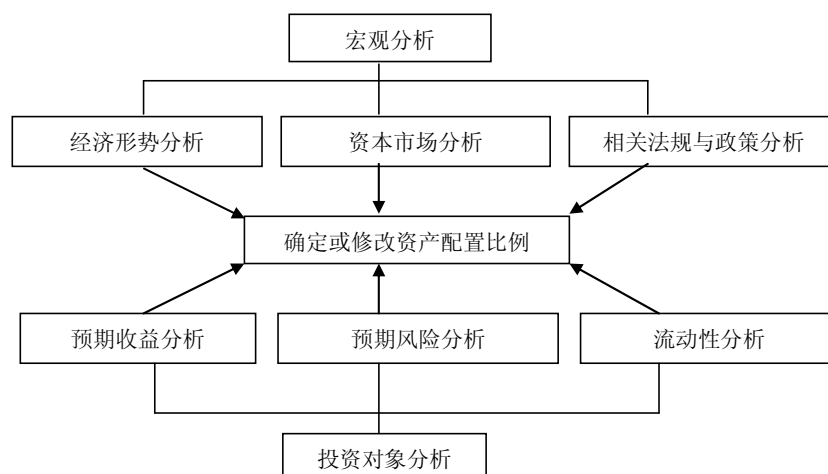 宏观分析
经济形势分析
资本市场分析
相关法规与政策分析
确定或修改资产配置比例
预期收益分析
预期风险分析
流动性分析
投资对象分析